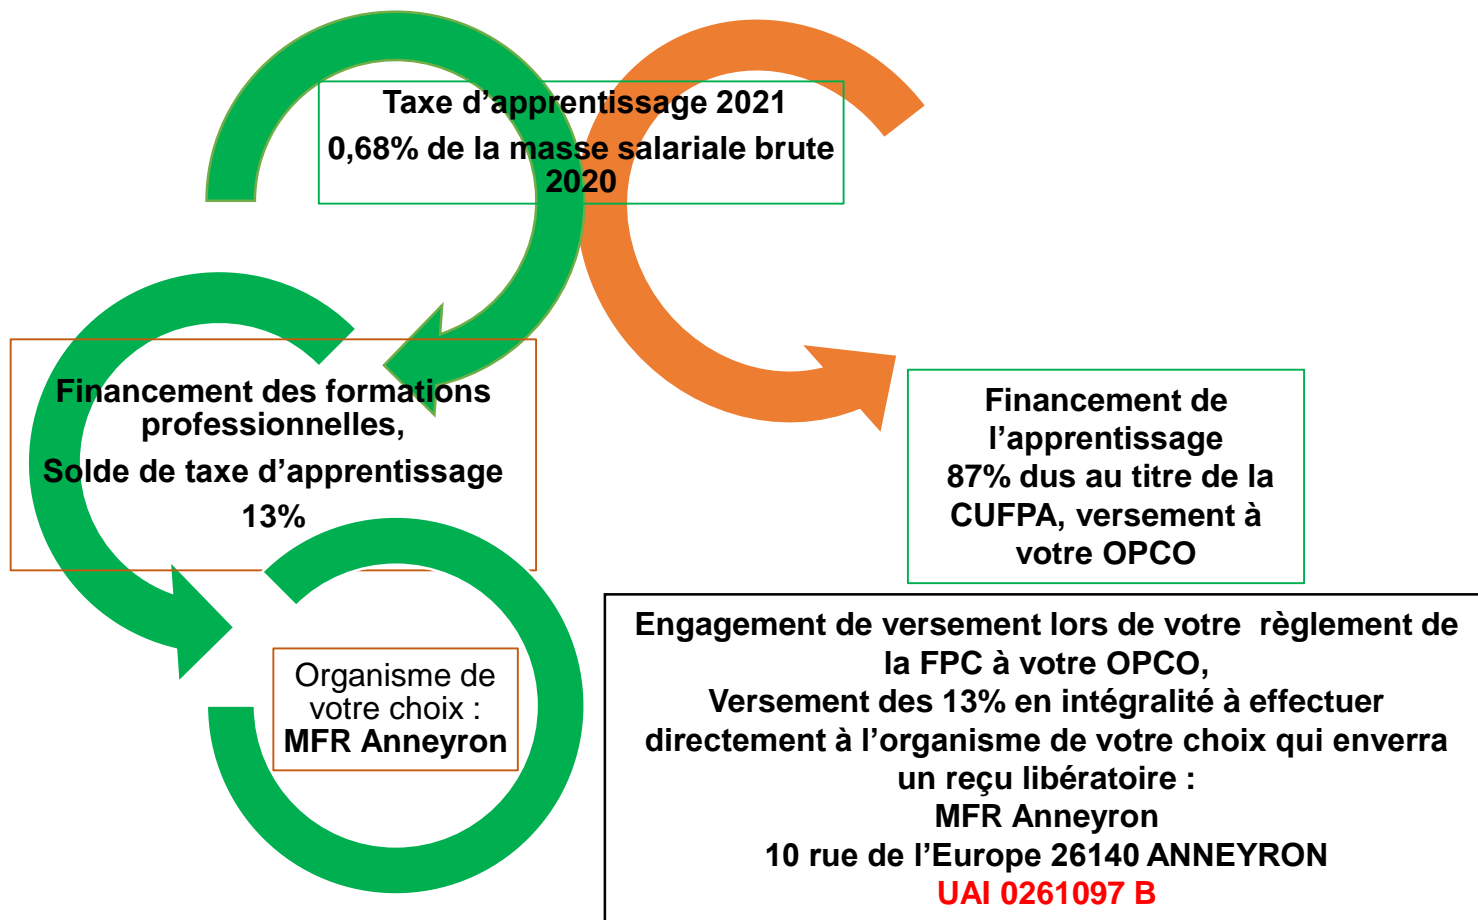 Taxe d’apprentissage 2021
0,68% de la masse salariale brute
2020
Financement des formations
professionnelles,
Solde de taxe d’apprentissage
13%
Financement de
l’apprentissage
87% dus au titre de la
CUFPA, versement à
votre OPCO
Organisme de
votre choix :
MFR Anneyron
Engagement de versement lors de votre règlement de
la FPC à votre OPCO,
Versement des 13% en intégralité à effectuer
directement à l’organisme de votre choix qui enverra
un reçu libératoire :
MFR Anneyron
10 rue de l’Europe 26140 ANNEYRON
UAI 0261097 B